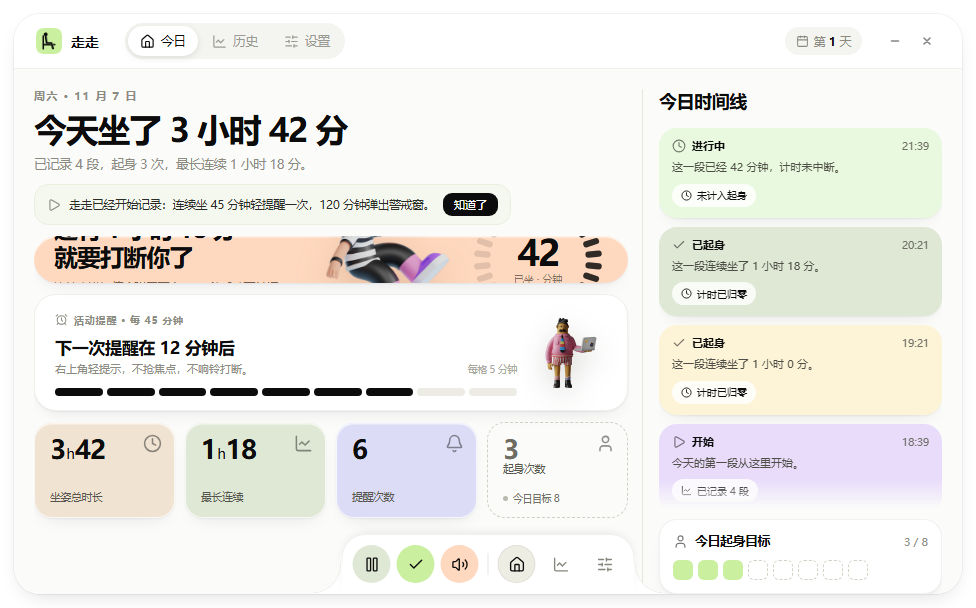 走走
今日
历史
设置
第 1 天
周六 • 11 月 7 日
今天坐了 3 小时 42 分
已记录 4 段，起身 3 次，最长连续 1 小时 18 分。
走走已经开始记录：连续坐 45 分钟轻提醒一次，120 分钟弹出警戒窗。
知道了
就要打断你了
42
已坐 · 分钟
活动提醒 • 每 45 分钟
下一次提醒在 12 分钟后
右上角轻提示，不抢焦点，不响铃打断。
每格 5 分钟
3h42
坐姿总时长
1h18
最长连续
6
提醒次数
3
起身次数
今日目标 8
今日时间线
进行中
21:39
这一段已经 42 分钟，计时未中断。
未计入起身
已起身
20:21
这一段连续坐了 1 小时 18 分。
计时已归零
已起身
19:21
这一段连续坐了 1 小时 0 分。
计时已归零
开始
18:39
今天的第一段从这里开始。
已记录 4 段
今日起身目标
3 / 8